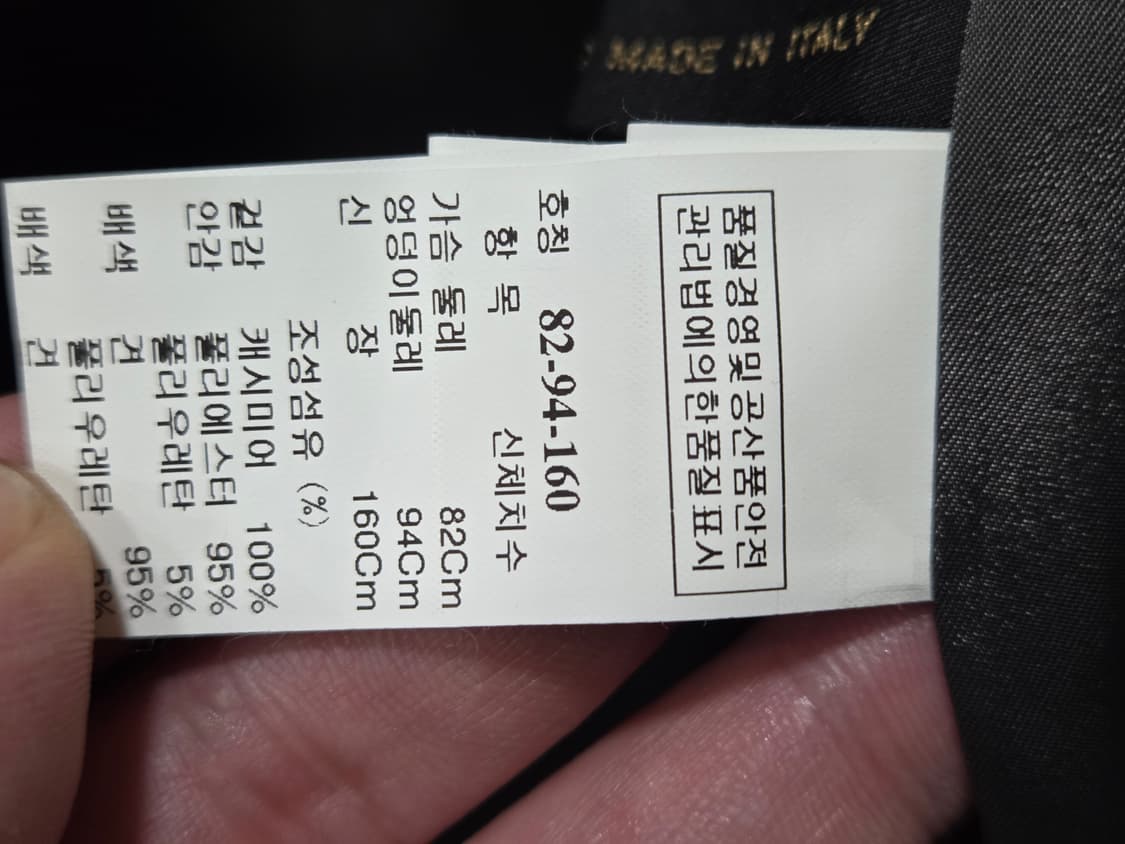 MADE IN ITALY
품질경영및공산품안전
관리법에의한품질표시
호칭 82-94-160
항 목 신체치수
가슴 둘레 82Cm
엉덩이둘레 94Cm
신 장 160Cm
조성섬유 (%)
겉감 캐시미어 100%
안감 폴리에스터 95%
폴리우레탄 5%
배색 견 95%
폴리우레탄 5%
배색 견